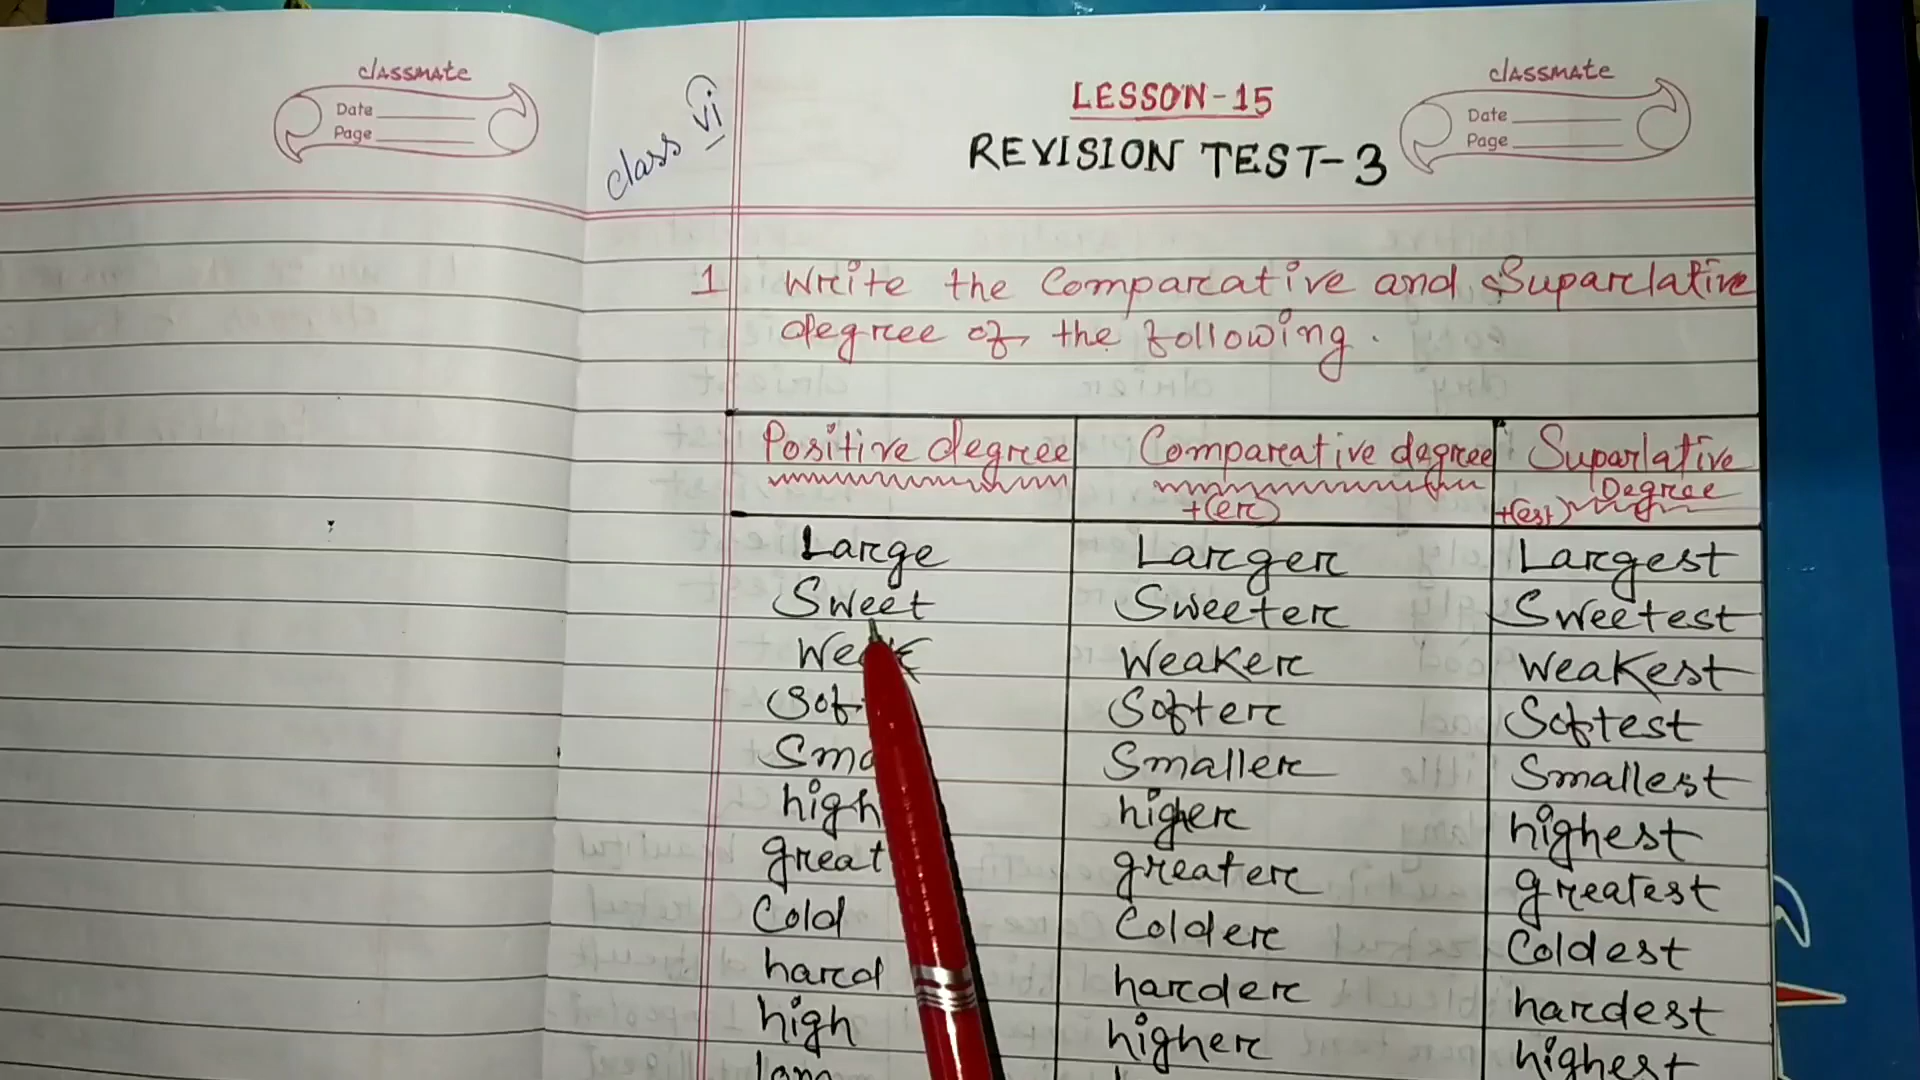 classmate
Date
Page
class vi
LESSON-15
REVISION TEST-3
classmate
Date
Page
1 Write the Comparative and Suparlative
degree of the following.
Positive degree Comparative degree Suparlative
+(er) +(est) Degree
Large Larger Largest
Sweet Sweeter Sweetest
Weaker Weakest
Softer Softest
Smaller Smallest
high higher highest
great greater greatest
Cold Colder Coldest
hard harder hardest
high higher highest